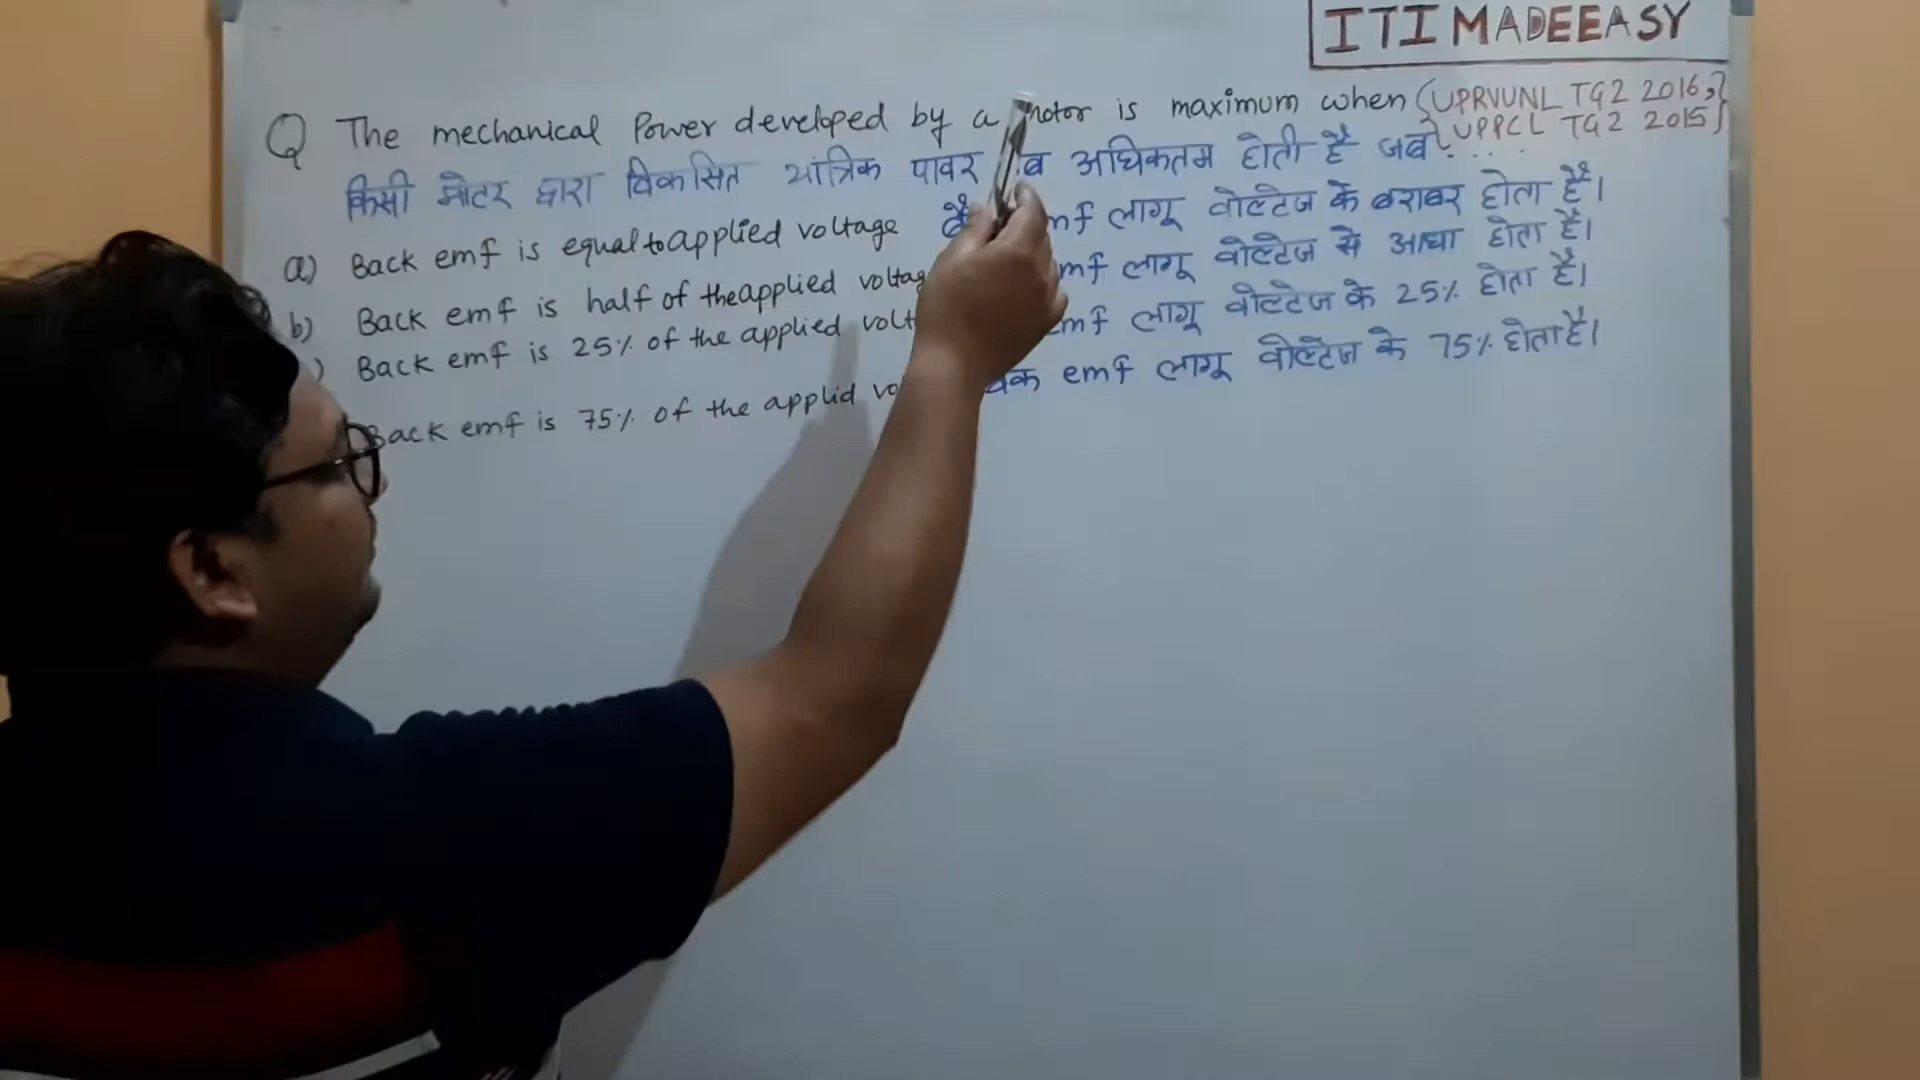 ITI MADEEASY
Q The mechanical Power developed by a motor is maximum when {UPRVUNL TG2 2016,}
UPPCL TG2 2015}
किसी मोटर द्वारा विकसित यांत्रिक पावर अधिकतम होती है जब
a) Back emf is equal to applied voltage emf लागू वोल्टेज के बराबर होता है।
b) Back emf is half of the applied emf लागू वोल्टेज से आधा होता है।
) Back emf is 25% of the applied emf लागू वोल्टेज के 25% होता है।
Back emf is 75% of the applid emf लागू वोल्टेज के 75% होता है।